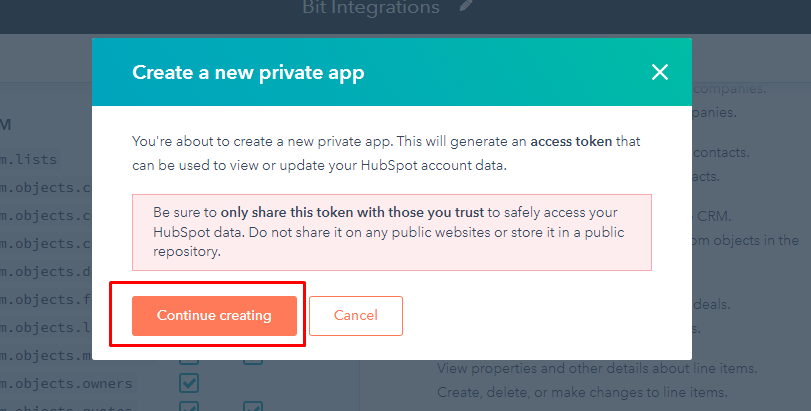 Bit Integrations
Create a new private app
You're about to create a new private app. This will generate an access token that
can be used to view or update your HubSpot account data.
Be sure to only share this token with those you trust to safely access your
HubSpot data. Do not share it on any public websites or store it in a public
repository.
Continue creating
Cancel
M
m.lists
m.objects.c
m.objects.c
m.objects.c
m.objects.d
m.objects.f
m.objects.l
m.objects.m
m.objects.owners
m.objects.quotes
companies.
panies.
contacts.
acts.
CRM.
om objects in the
deals.
s.
View properties and other details about line items.
Create, delete, or make changes to line items.